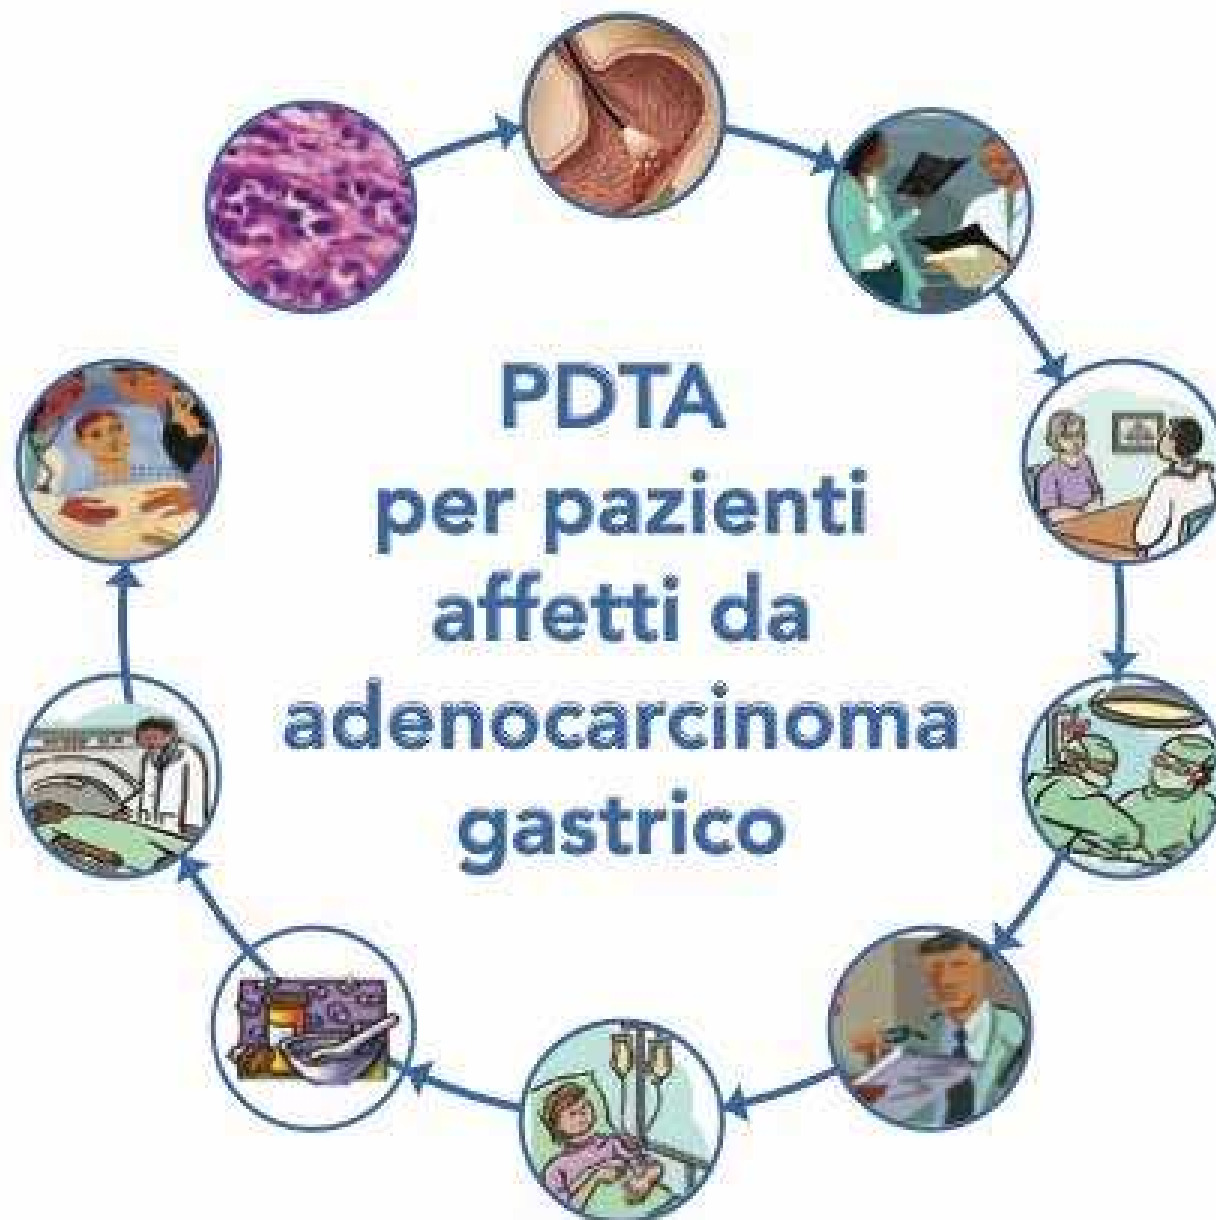 PDTA
per pazienti
affetti da
adenocarcinoma
gastrico